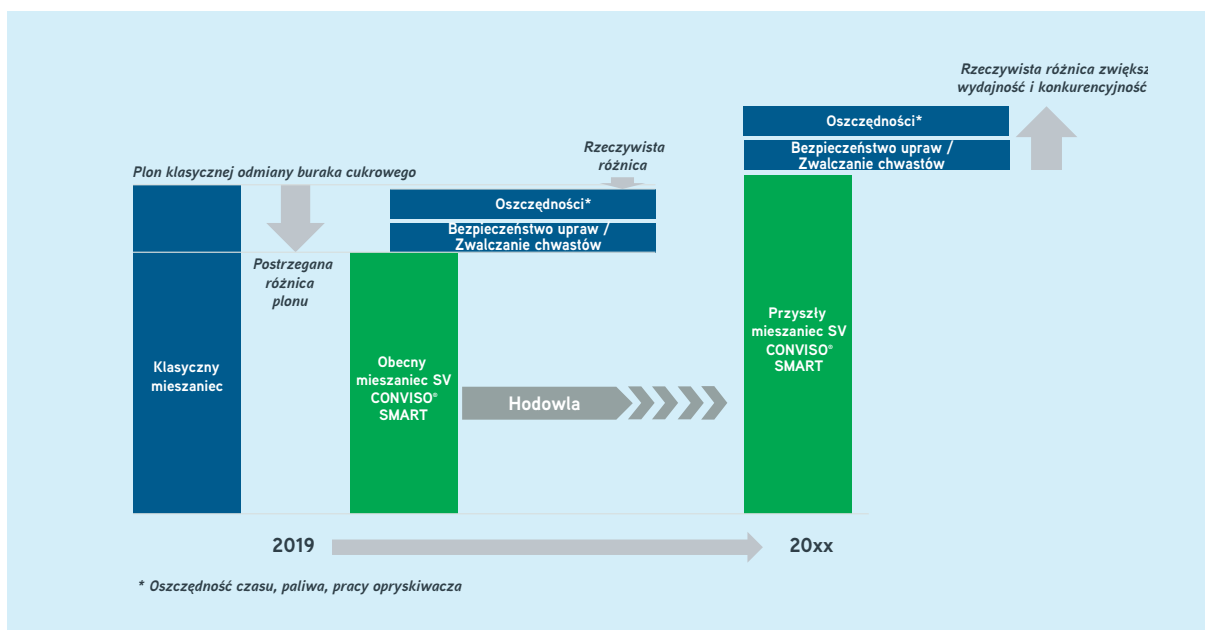 Rzeczywista różnica zwiększ
wydajność i konkurencyjność
Oszczędności*
Bezpieczeństwo upraw /
Zwalczanie chwastów
Rzeczywista
różnica
Plon klasycznej odmiany buraka cukrowego
Oszczędności*
Bezpieczeństwo upraw /
Zwalczanie chwastów
Postrzegana
różnica
plonu
Klasyczny
mieszaniec
Obecny
mieszaniec SV
CONVISO®
SMART
Hodowla
Przyszły
mieszaniec SV
CONVISO®
SMART
2019
20xx
* Oszczędność czasu, paliwa, pracy opryskiwacza